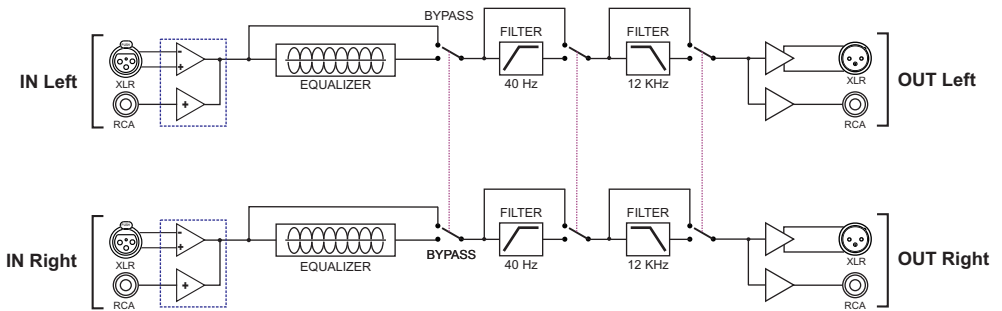 BYPASS
FILTER
FILTER
IN Left
XLR
-
+
+
RCA
EQUALIZER
40 Hz
12 KHz
XLR
OUT Left
RCA
FILTER
FILTER
IN Right
XLR
-
+
+
RCA
EQUALIZER
BYPASS
40 Hz
12 KHz
XLR
OUT Right
RCA